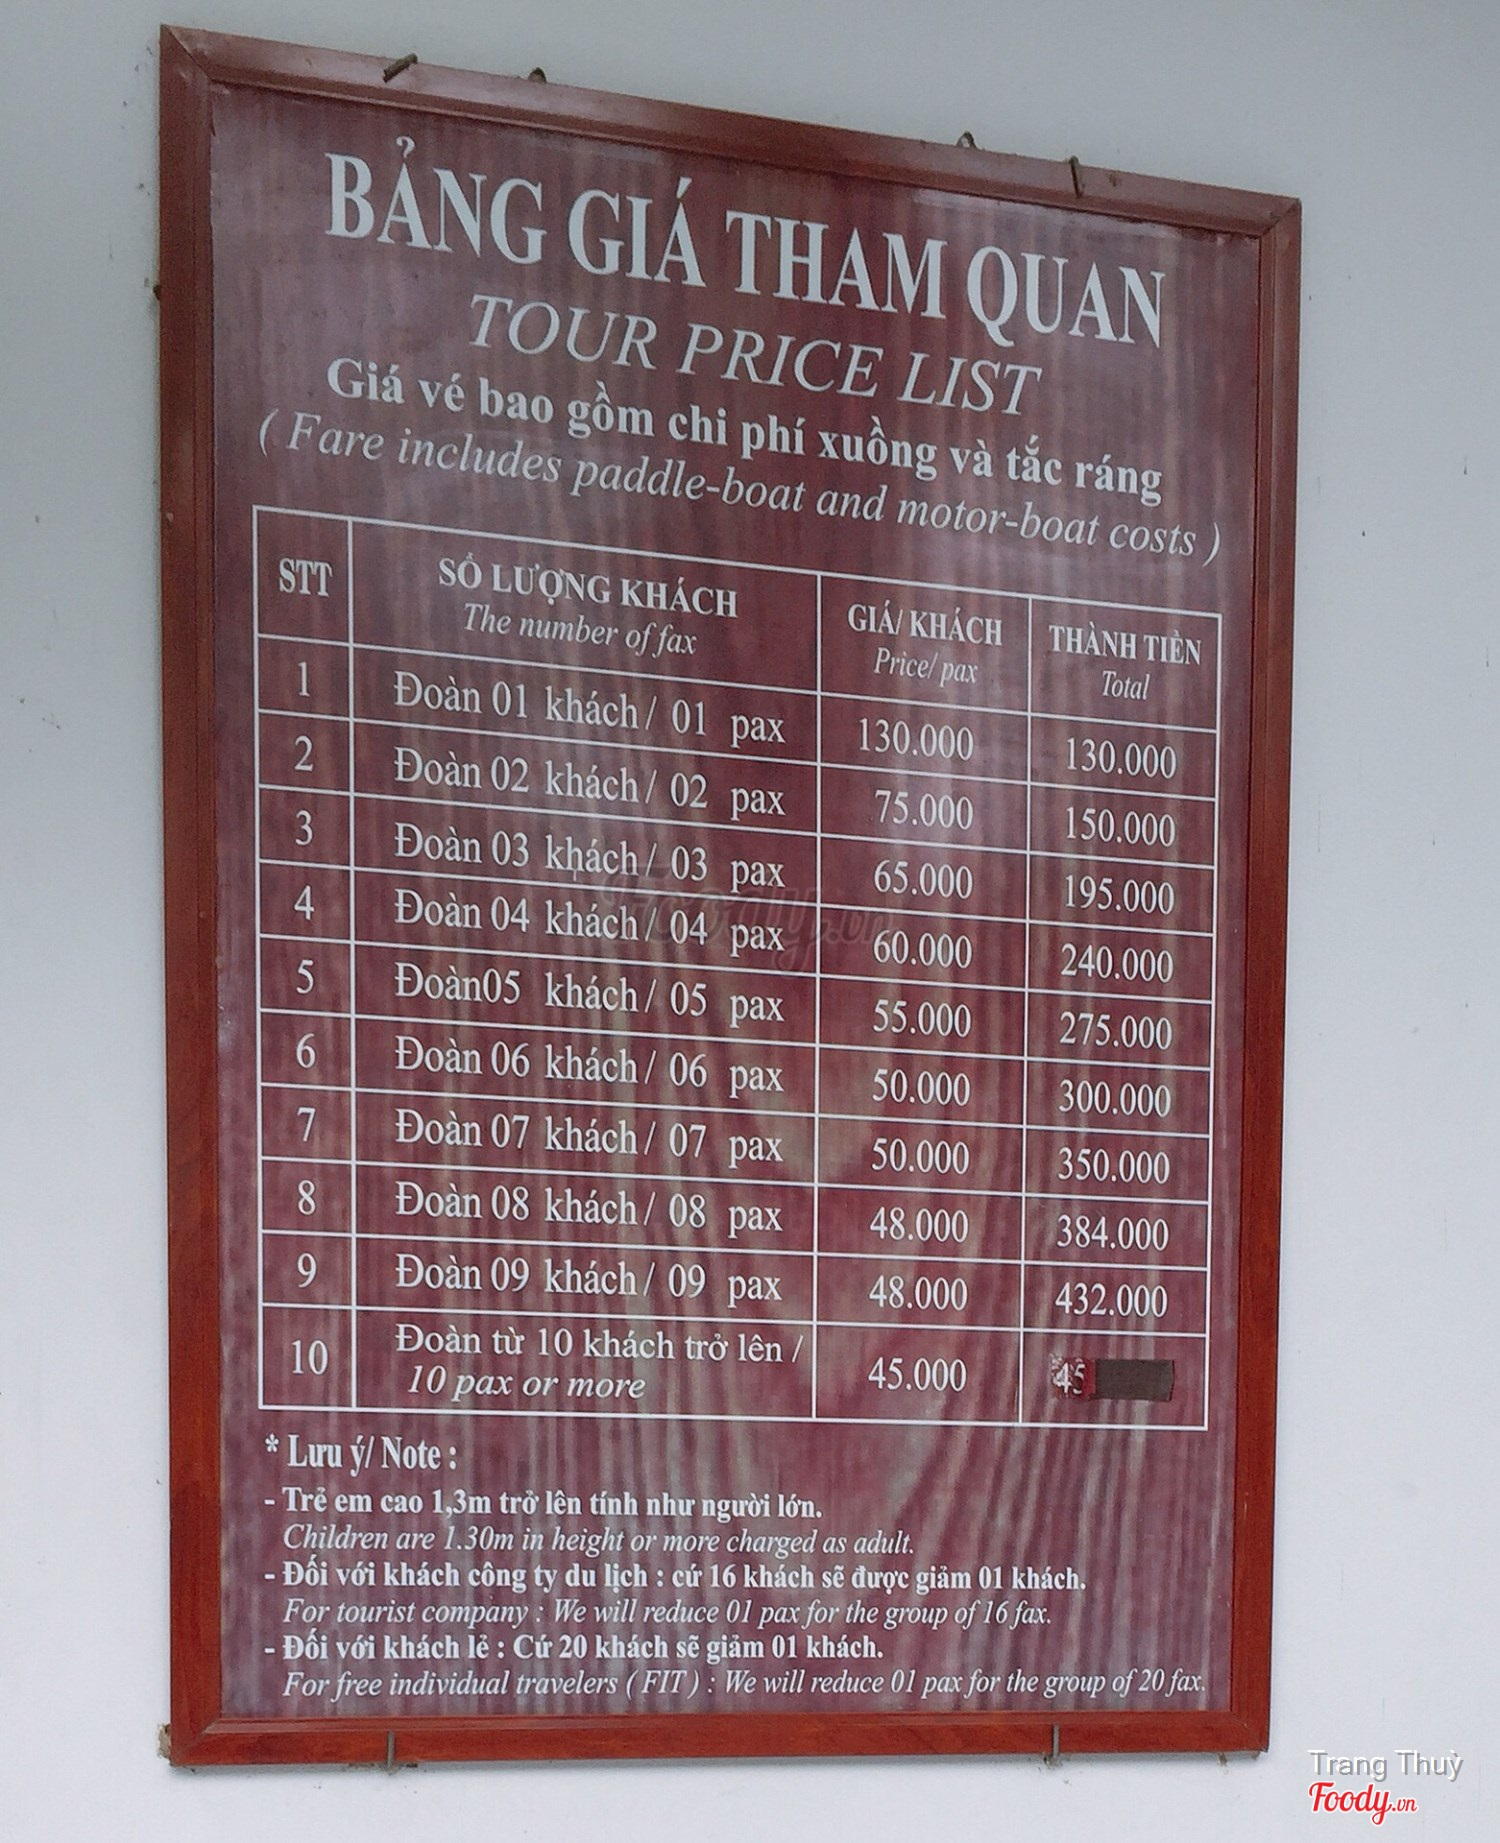 BẢNG GIÁ THAM QUAN
TOUR PRICE LIST
Giá vé bao gồm chi phí xuồng và tắc ráng
( Fare includes paddle-boat and motor-boat costs )
STT SỐ LƯỢNG KHÁCH The number of fax GIÁ/ KHÁCH Price/ pax THÀNH TIỀN Total
1 Đoàn 01 khách / 01 pax 130.000 130.000
2 Đoàn 02 khách / 02 pax 75.000 150.000
3 Đoàn 03 khách / 03 pax 65.000 195.000
4 Đoàn 04 khách / 04 pax 60.000 240.000
5 Đoàn05 khách / 05 pax 55.000 275.000
6 Đoàn 06 khách / 06 pax 50.000 300.000
7 Đoàn 07 khách / 07 pax 50.000 350.000
8 Đoàn 08 khách / 08 pax 48.000 384.000
9 Đoàn 09 khách / 09 pax 48.000 432.000
10 Đoàn từ 10 khách trở lên / 10 pax or more 45.000 45
* Lưu ý/ Note :
- Trẻ em cao 1,3m trở lên tính như người lớn.
Children are 1.30m in height or more charged as adult.
- Đối với khách công ty du lịch : cứ 16 khách sẽ được giảm 01 khách.
For tourist company : We will reduce 01 pax for the group of 16 fax.
- Đối với khách lẻ : Cứ 20 khách sẽ giảm 01 khách.
For free individual travelers ( FIT ) : We will reduce 01 pax for the group of 20 fax.
Foody.vn
Trang Thuỳ
Foody.vn